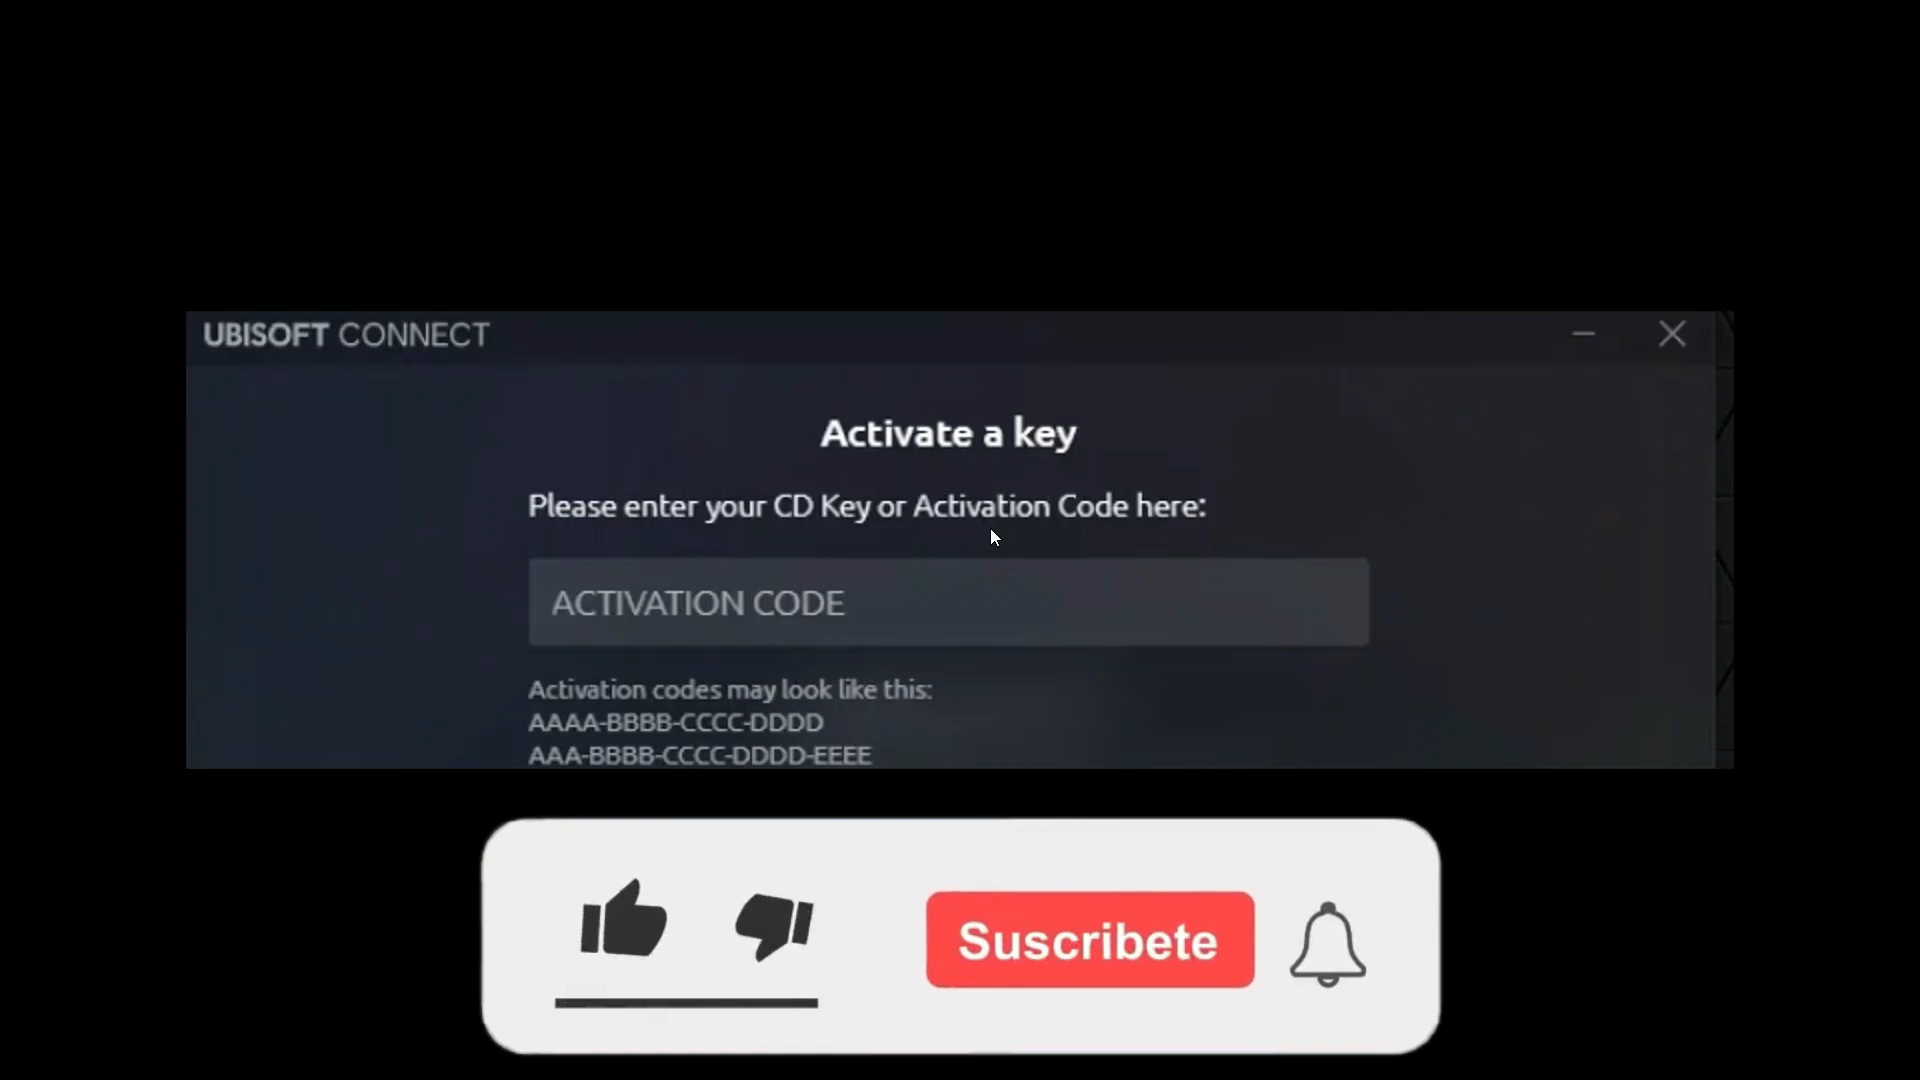 UBISOFT CONNECT
Activate a key
Please enter your CD Key or Activation Code here:
ACTIVATION CODE
Activation codes may look like this:
AAAA-BBBB-CCCC-DDDD
AAA-BBBB-CCCC-DDDD-EEEE
Suscribete